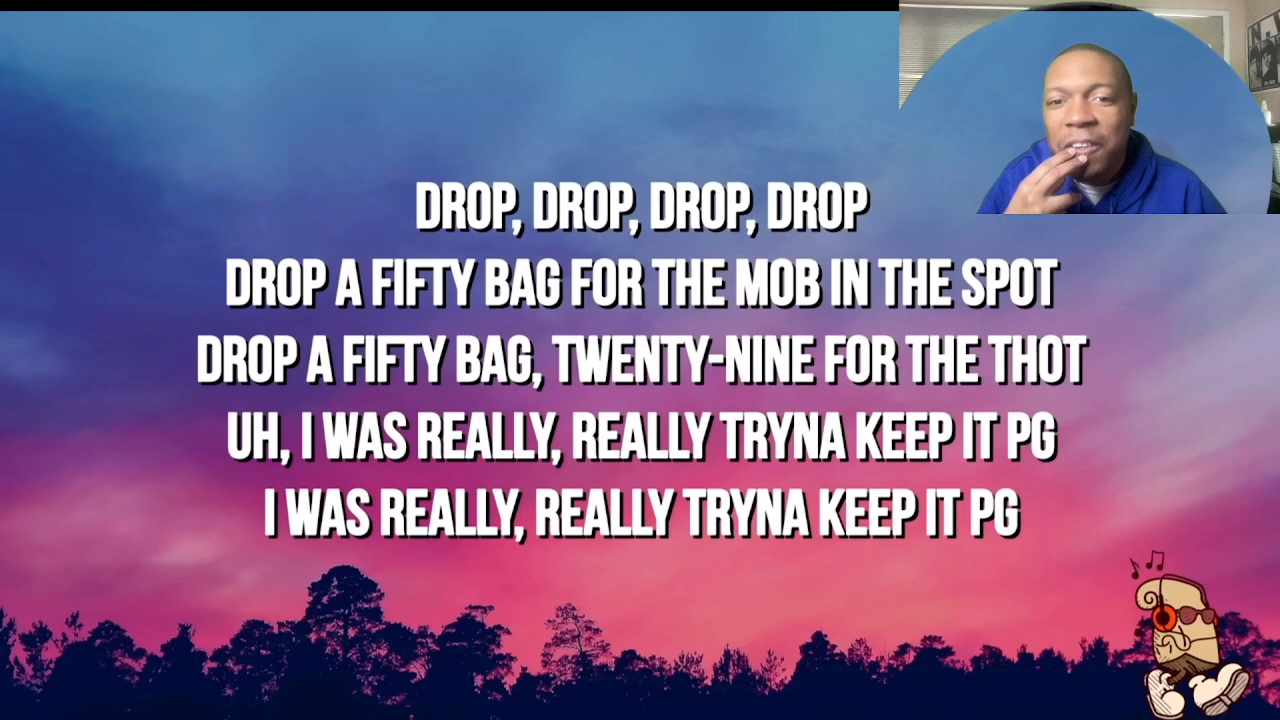 DROP, DROP, DROP, DROP
DROP A FIFTY BAG FOR THE MOB IN THE SPOT
DROP A FIFTY BAG, TWENTY-NINE FOR THE THOT
UH, I WAS REALLY, REALLY TRYNA KEEP IT PG
I WAS REALLY, REALLY TRYNA KEEP IT PG